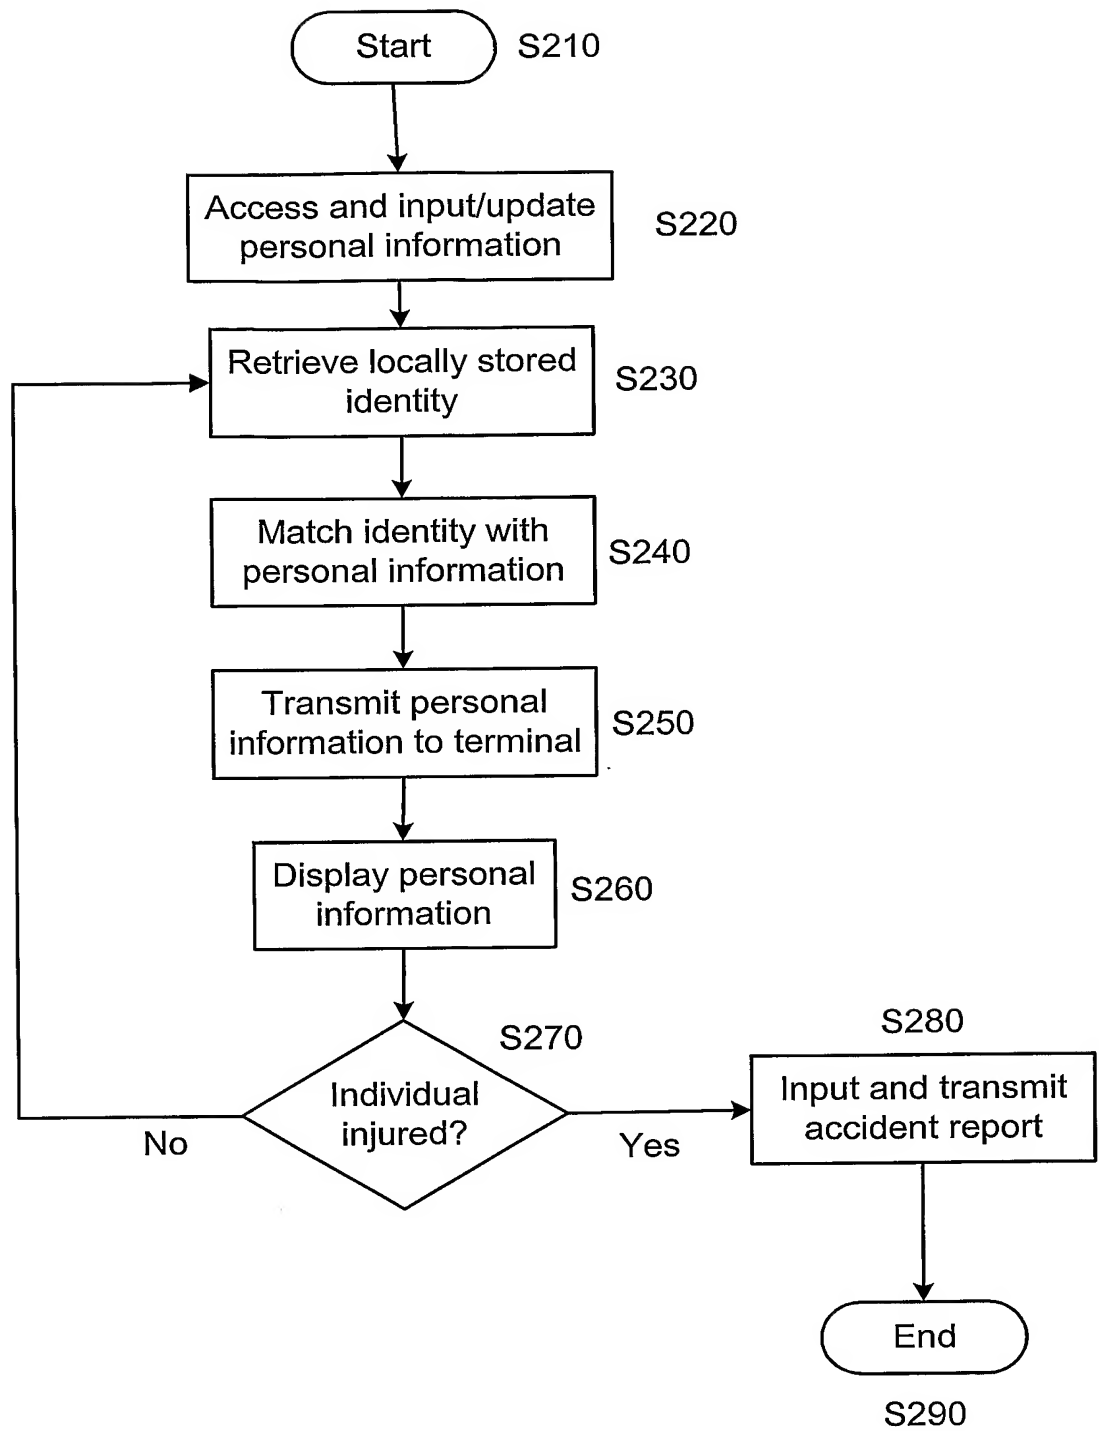 Start
S210
Access and input/update
personal information
S220
Retrieve locally stored
identity
S230
Match identity with
personal information
S240
Transmit personal
information to terminal
S250
Display personal
information
S260
S270
Individual
injured?
No
Yes
S280
Input and transmit
accident report
End
S290